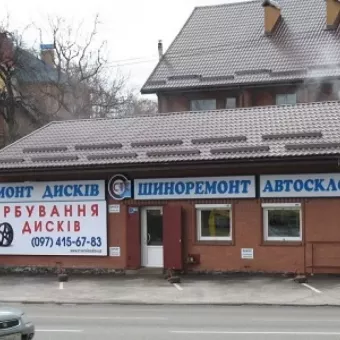 МОНТ ДИСКІВ
ШИНОРЕМОНТ
АВТОСКЛО
РБУВАННЯ
ДИСКІВ
(097) 415-67-83